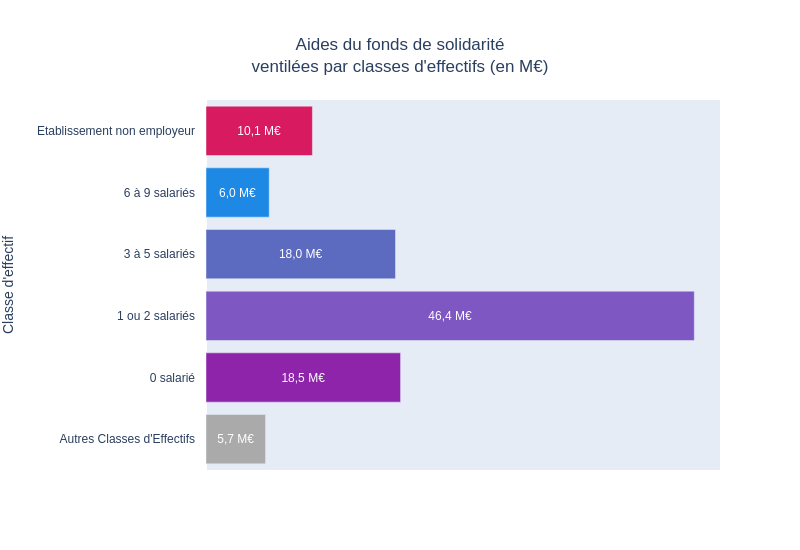 Aides du fonds de solidarité
ventilées par classes d'effectifs (en M€)
Classe d'effectif
Etablissement non employeur
10,1 M€
6 à 9 salariés
6,0 M€
3 à 5 salariés
18,0 M€
1 ou 2 salariés
46,4 M€
0 salarié
18,5 M€
Autres Classes d'Effectifs
5,7 M€